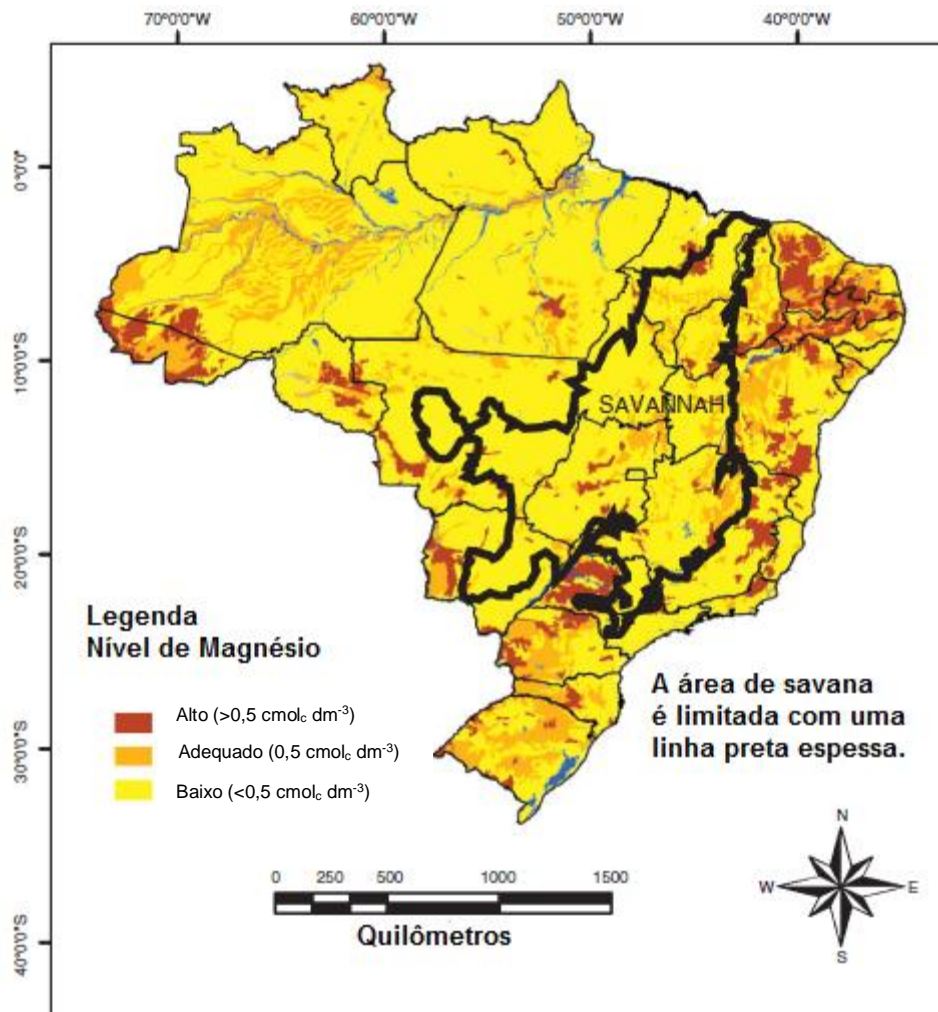 70°0'0"W 60°0'0"W 50°0'0"W 40°0'0"W
0°0'0"
10°0'0"S
20°0'0"S
30°0'0"S
40°0'0"S
SAVANNAH
Legenda
Nível de Magnésio
Alto (>0,5 cmolc dm-3)
Adequado (0,5 cmolc dm-3)
Baixo (<0,5 cmolc dm-3)
A área de savana
é limitada com uma
linha preta espessa.
0 250 500 1000 1500
Quilômetros
N
W E
S